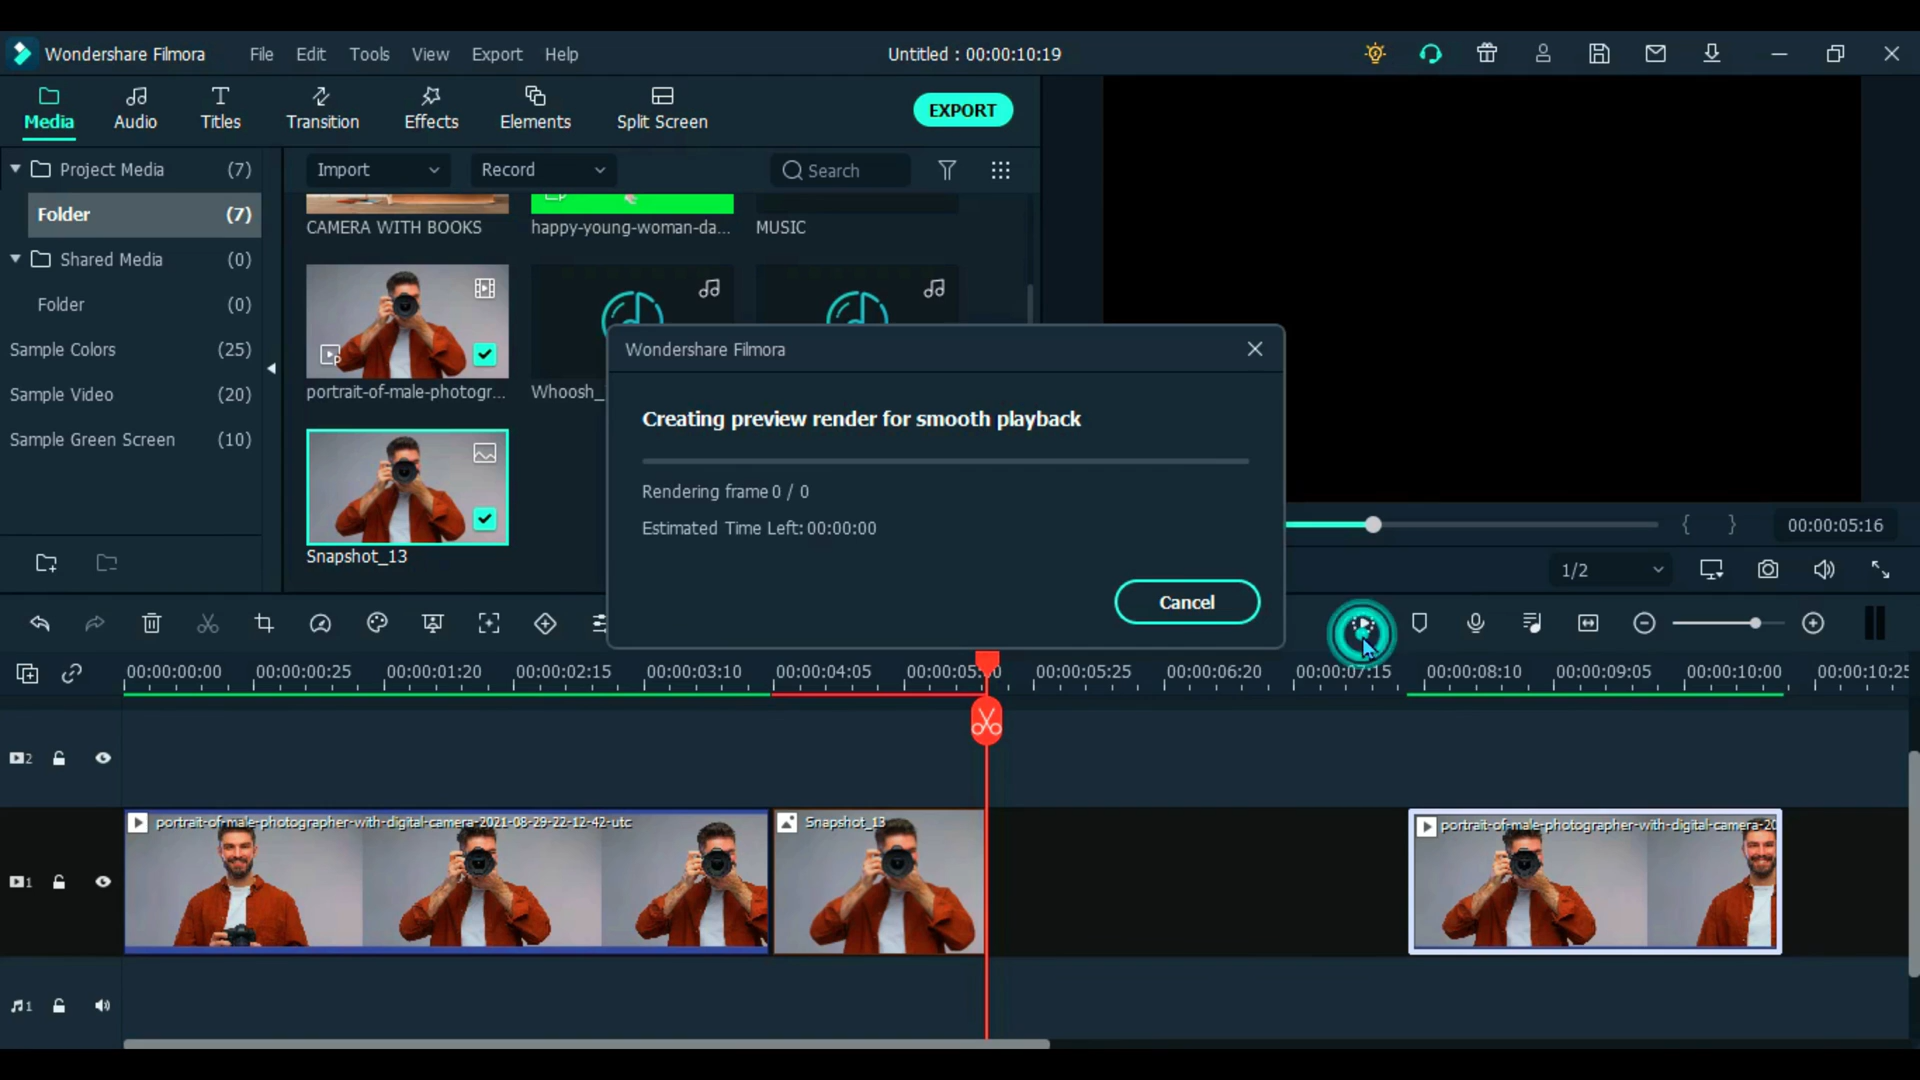 Wondershare Filmora File Edit Tools View Export Help Untitled : 00:00:10:19
Media Audio Titles Transition Effects Elements Split Screen EXPORT
Project Media (7)
Folder (7)
Shared Media (0)
Folder (0)
Sample Colors (25)
Sample Video (20)
Sample Green Screen (10)
Import Record Search
CAMERA WITH BOOKS happy-young-woman-da... MUSIC
portrait-of-male-photogr... Whoosh_
Snapshot_13
Wondershare Filmora
Creating preview render for smooth playback
Rendering frame 0 / 0
Estimated Time Left: 00:00:00
Cancel
{ } 00:00:05:16
1/2
00:00:00:00 00:00:00:25 00:00:01:20 00:00:02:15 00:00:03:10 00:00:04:05 00:00:05:00 00:00:05:25 00:00:06:20 00:00:07:15 00:00:08:10 00:00:09:05 00:00:10:00 00:00:10:25
2
1
portrait-of-male-photographer-with-digital-camera-2021-08-29-22-12-42-utc Snapshot_13 portrait-of-male-photographer-with-digital-camera-20
1